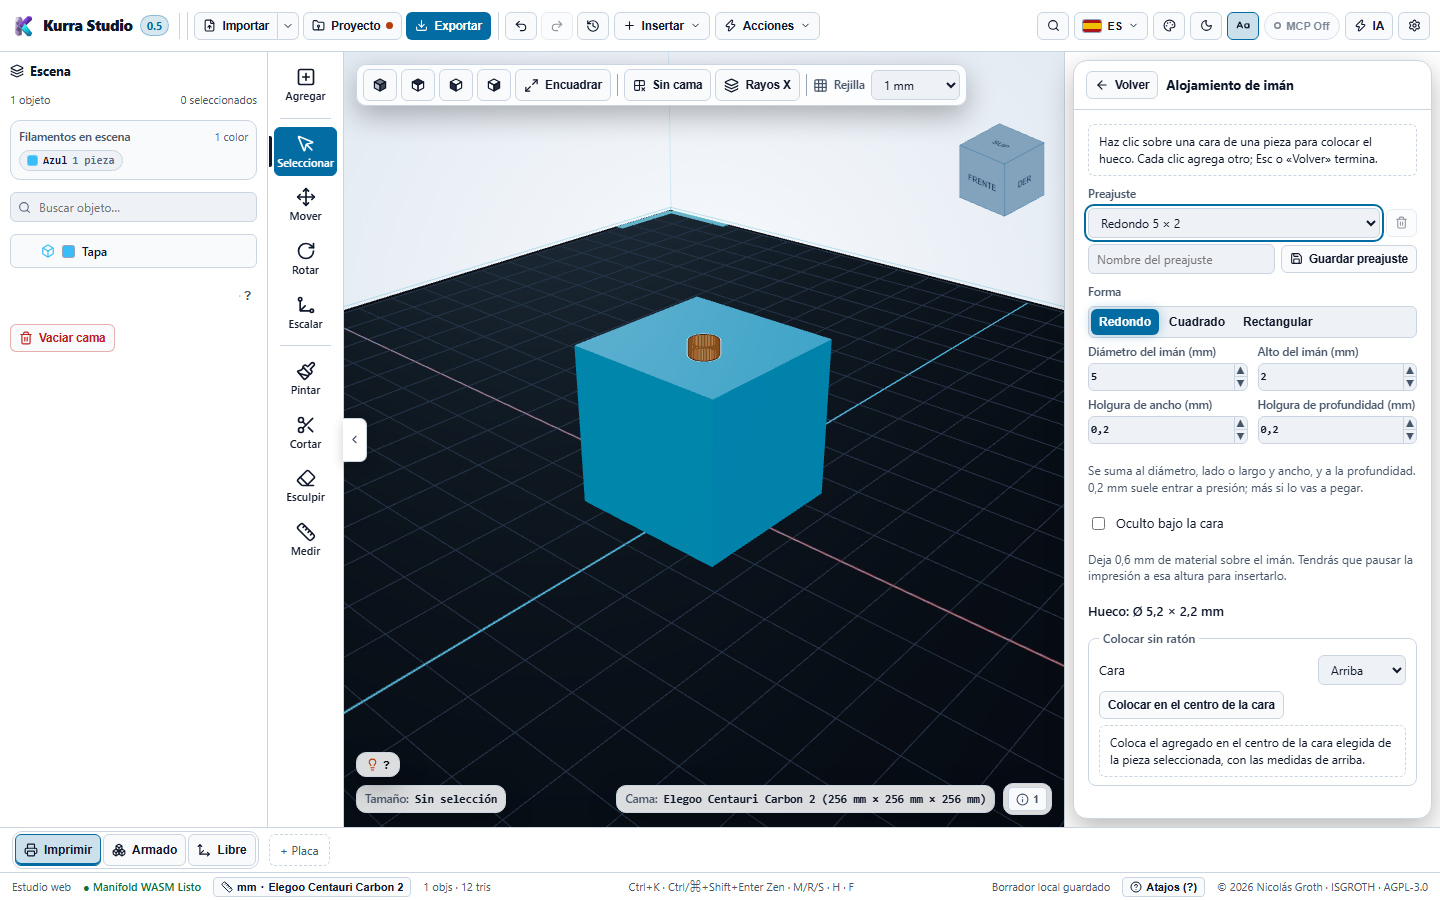 Kurra Studio 0.5
Importar
Proyecto
Exportar
Insertar
Acciones
ES
Aa
MCP Off
IA
Escena
1 objeto
0 seleccionados
Filamentos en escena
1 color
Azul 1 pieza
Buscar objeto...
Tapa
?
Vaciar cama
Agregar
Seleccionar
Mover
Rotar
Escalar
Pintar
Cortar
Esculpir
Medir
Encuadrar
Sin cama
Rayos X
Rejilla
1 mm
SUP
FRENTE
DER
?
Tamaño: Sin selección
Cama: Elegoo Centauri Carbon 2 (256 mm × 256 mm × 256 mm)
1
Volver
Alojamiento de imán
Haz clic sobre una cara de una pieza para colocar el
hueco. Cada clic agrega otro; Esc o «Volver» termina.
Preajuste
Redondo 5 × 2
Nombre del preajuste
Guardar preajuste
Forma
Redondo
Cuadrado
Rectangular
Diámetro del imán (mm)
Alto del imán (mm)
5
2
Holgura de ancho (mm)
Holgura de profundidad (mm)
0,2
0,2
Se suma al diámetro, lado o largo y ancho, y a la profundidad.
0,2 mm suele entrar a presión; más si lo vas a pegar.
Oculto bajo la cara
Deja 0,6 mm de material sobre el imán. Tendrás que pausar la
impresión a esa altura para insertarlo.
Hueco: Ø 5,2 × 2,2 mm
Colocar sin ratón
Cara
Arriba
Colocar en el centro de la cara
Coloca el agregado en el centro de la cara elegida de
la pieza seleccionada, con las medidas de arriba.
Imprimir
Armado
Libre
+ Placa
Estudio web
Manifold WASM Listo
mm · Elegoo Centauri Carbon 2
1 objs · 12 tris
Ctrl+K · Ctrl/⌘+Shift+Enter Zen · M/R/S · H · F
Borrador local guardado
Atajos (?)
© 2026 Nicolás Groth · ISGROTH · AGPL-3.0